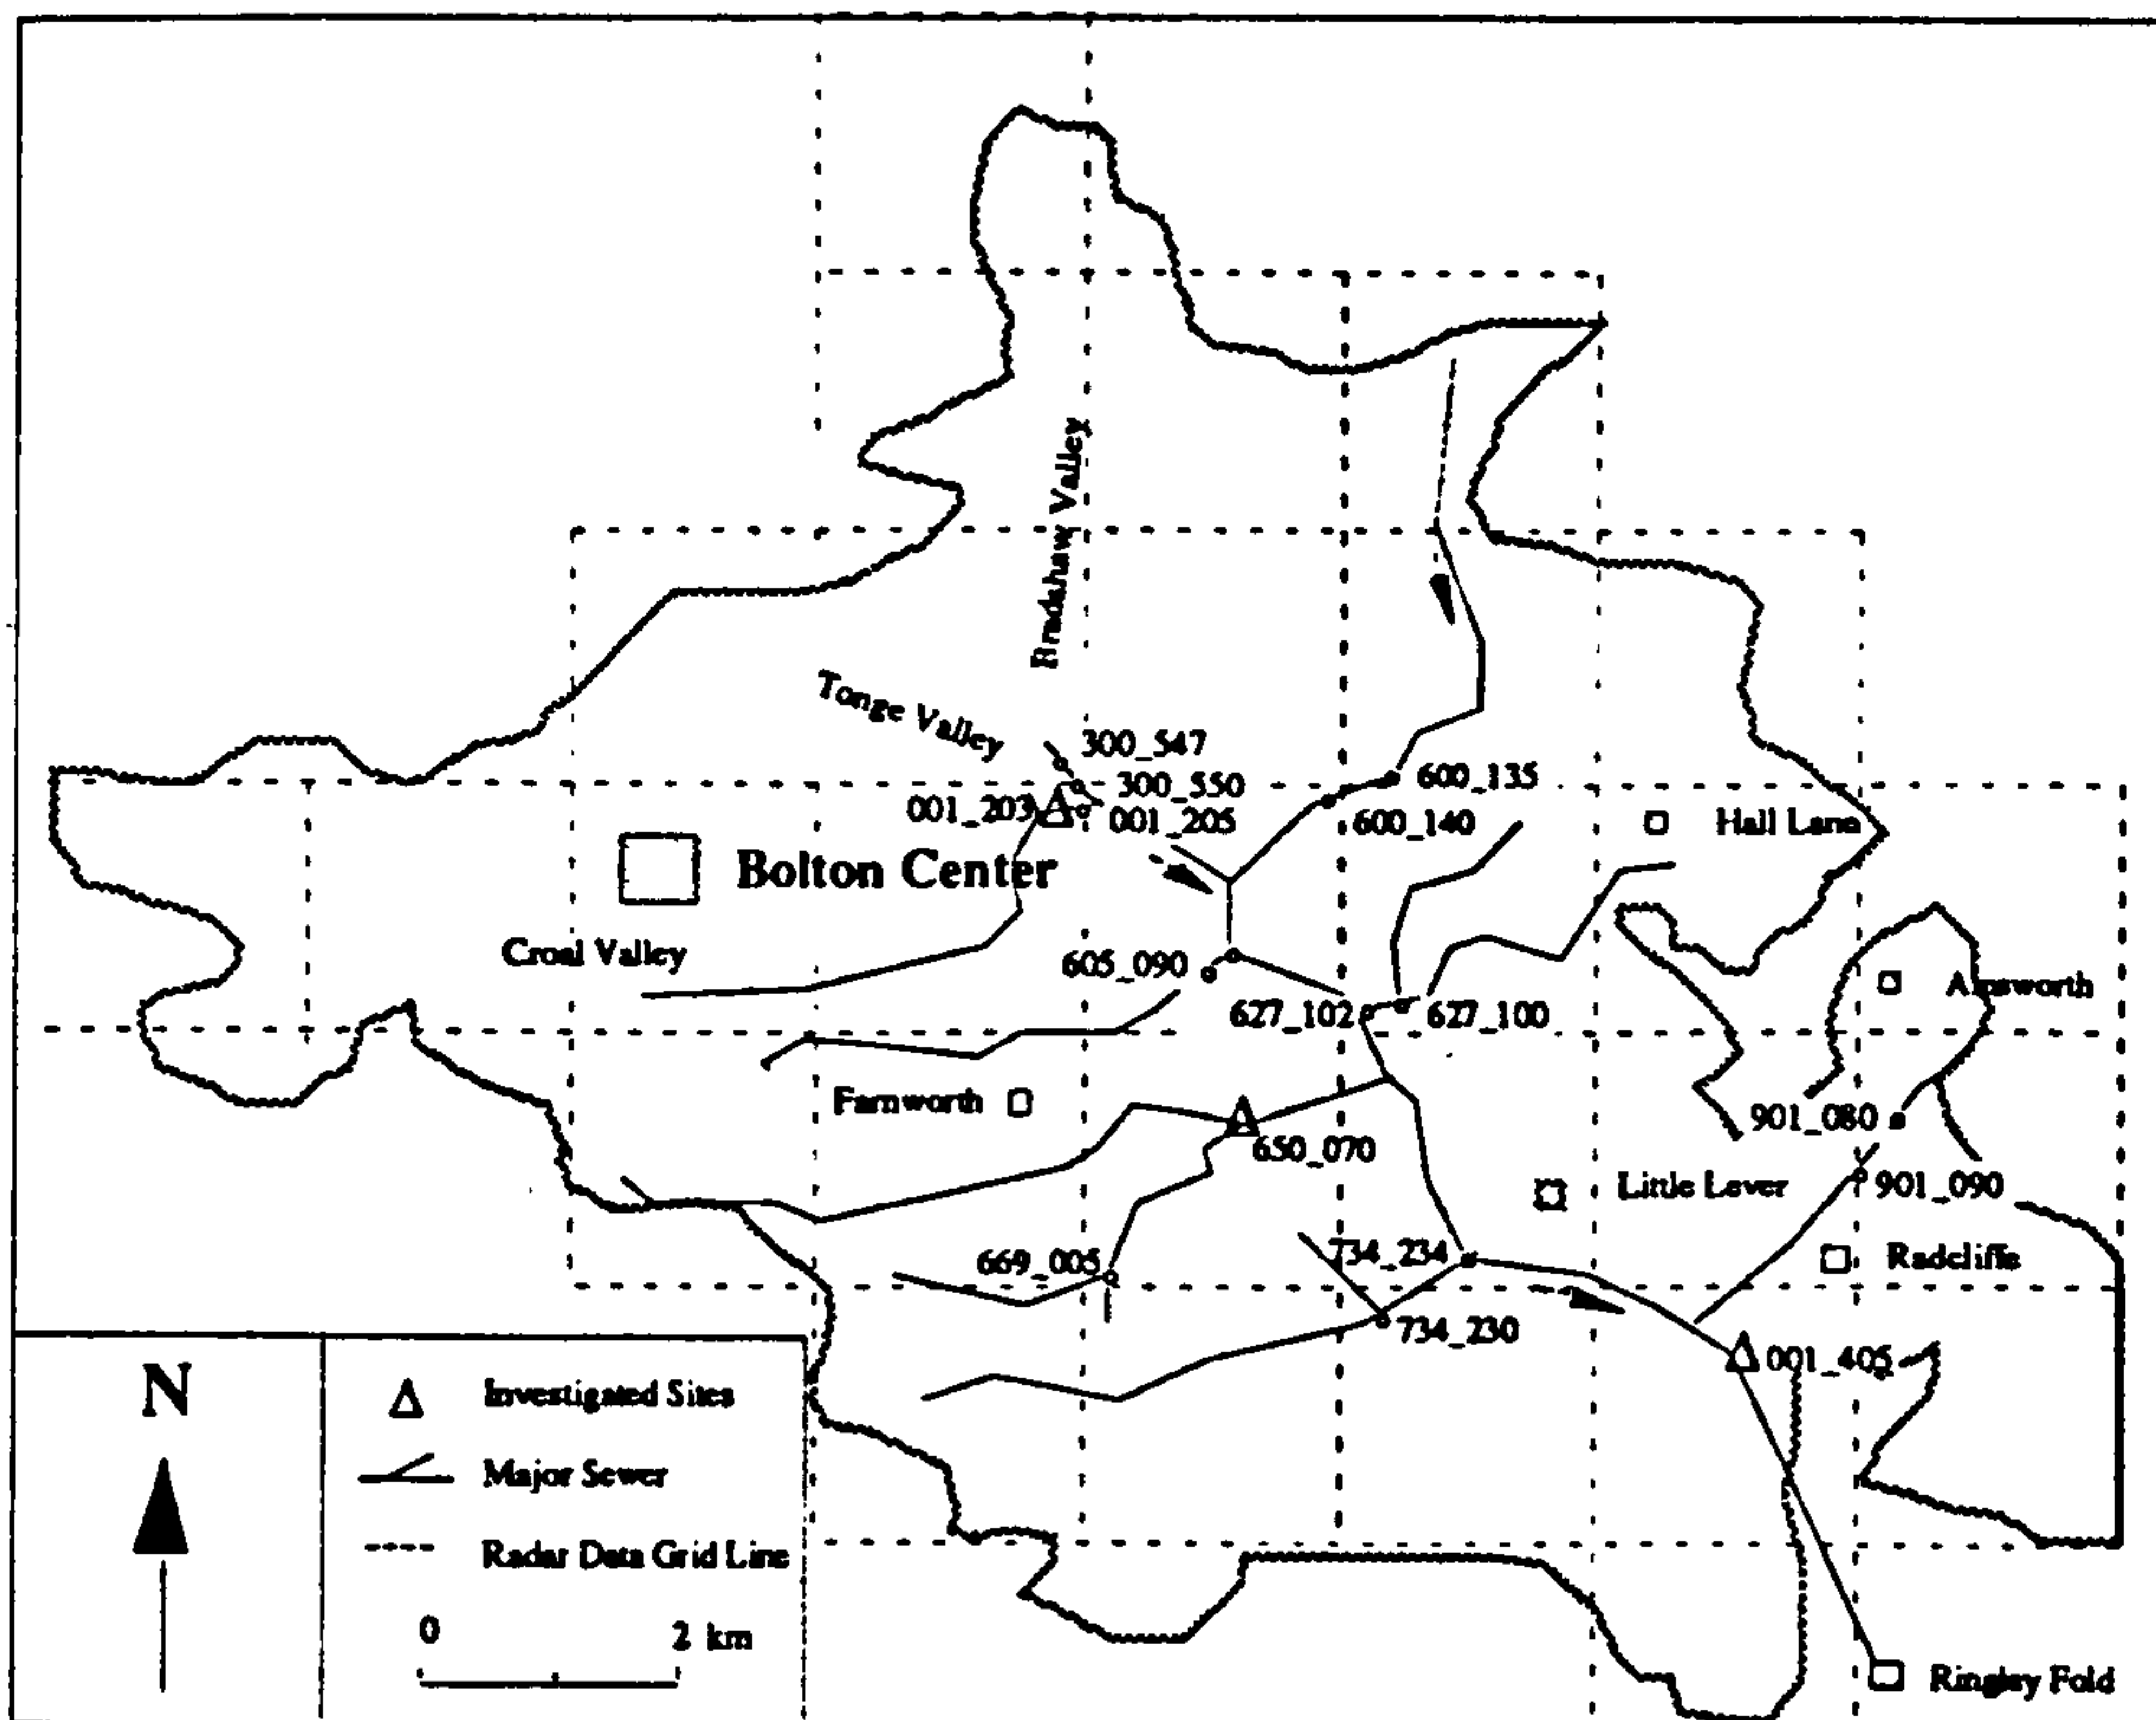 Bradshaw Valley
Tonge Valley
300_547
300_550
600_135
001_203
001_205
600_140
Hall Lane
Bolton Center
Croal Valley
605_090
Ainsworth
627_102
627_100
Farnworth
901_080
650_070
Little Lever
901_090
669_005
734_234
Radcliffe
734_230
001_405
N
Investigated Sites
Major Sewer
Radar Data Grid Line
0
2 km
Ringley Fold